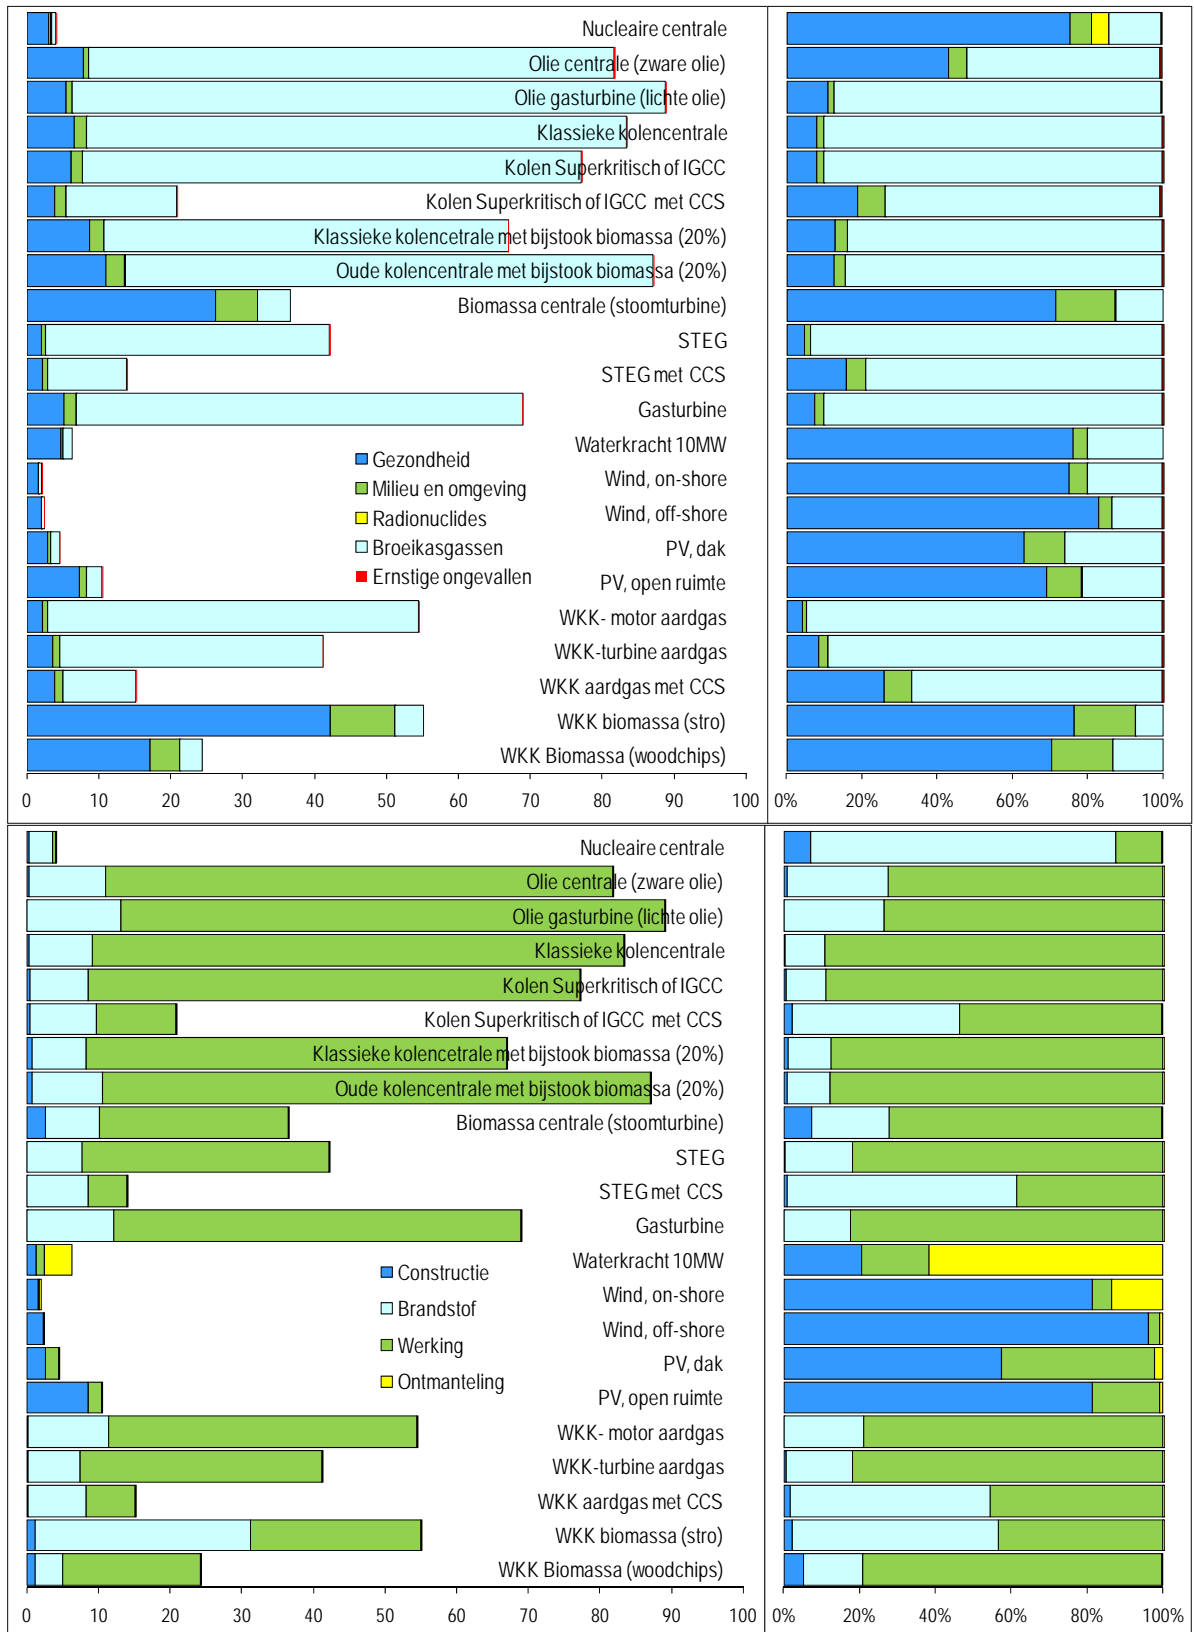 Nucleaire centrale
Olie centrale (zware olie)
Olie gasturbine (lichte olie)
Klassieke kolencentrale
Kolen Superkritisch of IGCC
Kolen Superkritisch of IGCC met CCS
Klassieke kolencetrale met bijstook biomassa (20%)
Oude kolencentrale met bijstook biomassa (20%)
Biomassa centrale (stoomturbine)
STEG
STEG met CCS
Gasturbine
Waterkracht 10MW
Wind, on-shore
Wind, off-shore
PV, dak
PV, open ruimte
WKK- motor aardgas
WKK-turbine aardgas
WKK aardgas met CCS
WKK biomassa (stro)
WKK Biomassa (woodchips)
Gezondheid
Milieu en omgeving
Radionuclides
Broeikasgassen
Ernstige ongevallen
0 10 20 30 40 50 60 70 80 90 100
0% 20% 40% 60% 80% 100%
Nucleaire centrale
Olie centrale (zware olie)
Olie gasturbine (lichte olie)
Klassieke kolencentrale
Kolen Superkritisch of IGCC
Kolen Superkritisch of IGCC met CCS
Klassieke kolencetrale met bijstook biomassa (20%)
Oude kolencentrale met bijstook biomassa (20%)
Biomassa centrale (stoomturbine)
STEG
STEG met CCS
Gasturbine
Waterkracht 10MW
Wind, on-shore
Wind, off-shore
PV, dak
PV, open ruimte
WKK- motor aardgas
WKK-turbine aardgas
WKK aardgas met CCS
WKK biomassa (stro)
WKK Biomassa (woodchips)
Constructie
Brandstof
Werking
Ontmanteling
0 10 20 30 40 50 60 70 80 90 100
0% 20% 40% 60% 80% 100%